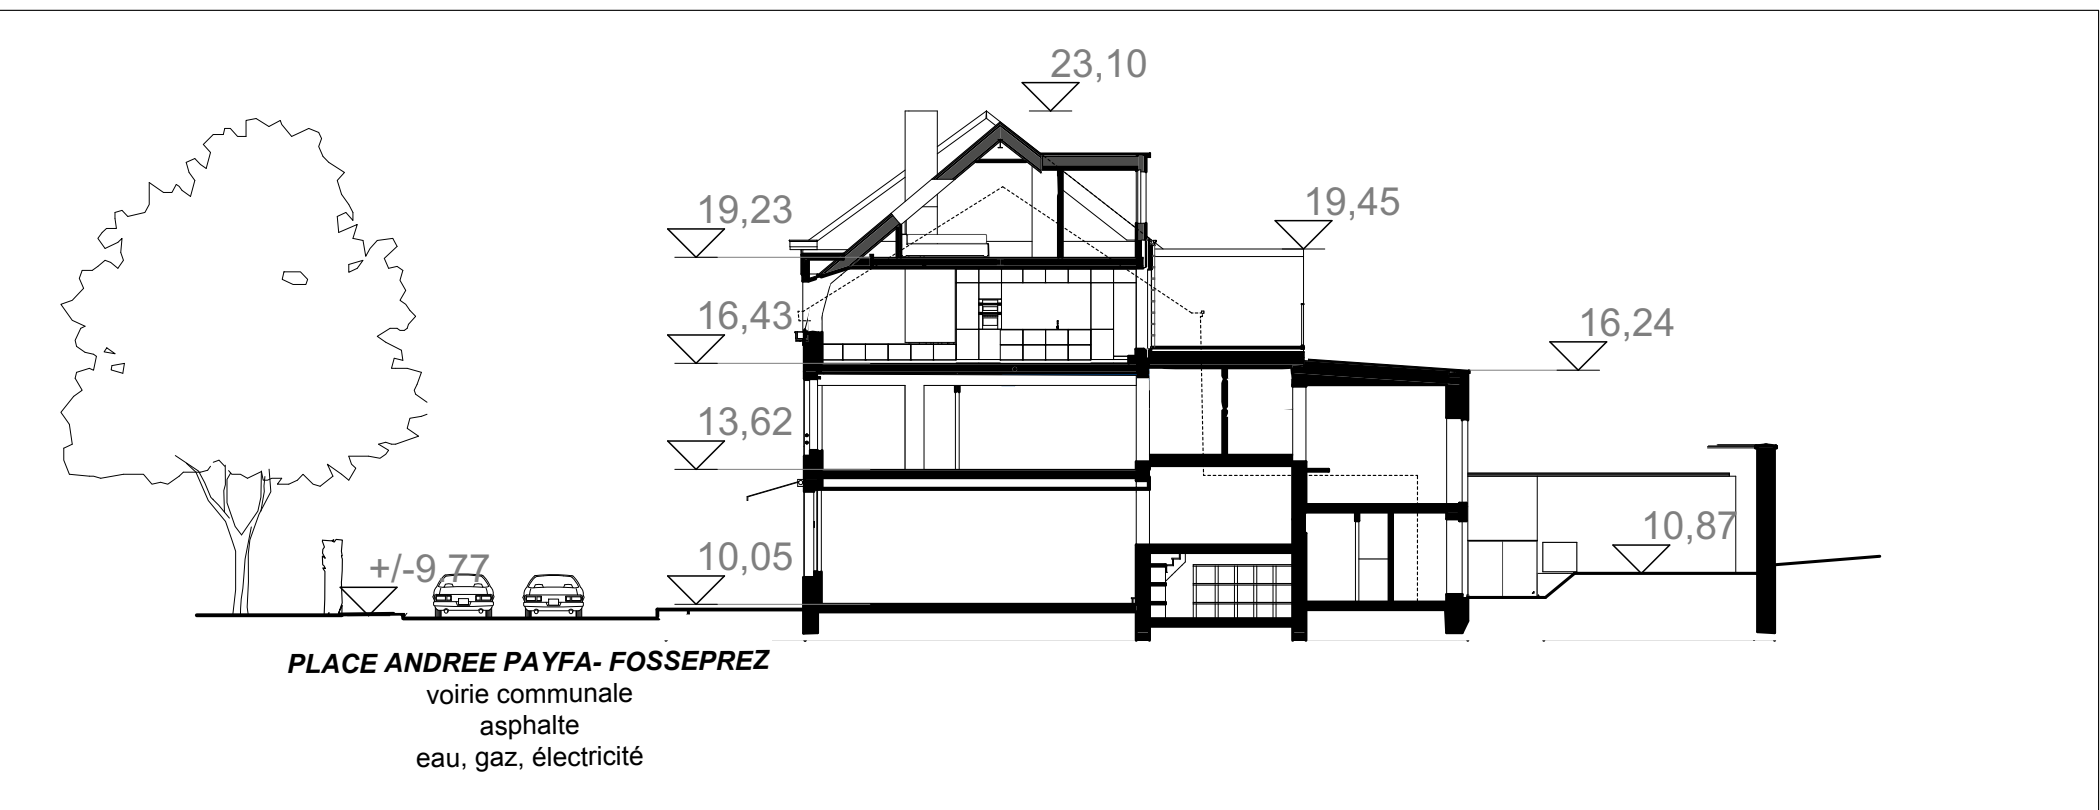 23,10
19,23
19,45
16,43
16,24
13,62
10,87
10,05
+/-9,77
PLACE ANDREE PAYFA- FOSSEPREZ
voirie communale
asphalte
eau, gaz, électricité